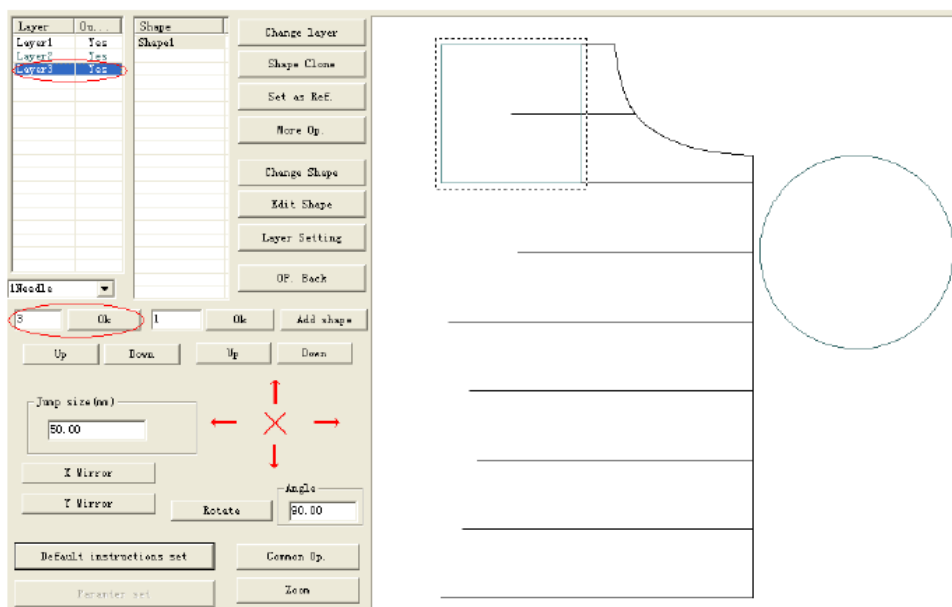 Layer Ou... Shape
Layer1 Yes Shape1
Layer2 Yes
Layer3 Yes
Change layer
Shape Clone
Set as Ref.
More Op.
Change Shape
Edit Shape
Layer Setting
OP. Back
1Needle
3 Ok 1 Ok Add shape
Up Down Up Down
Jump size(mm)
50.00
X Mirror
Y Mirror
Angle
Rotate 90.00
Default instructions set Common Op.
Paramter set Zoom